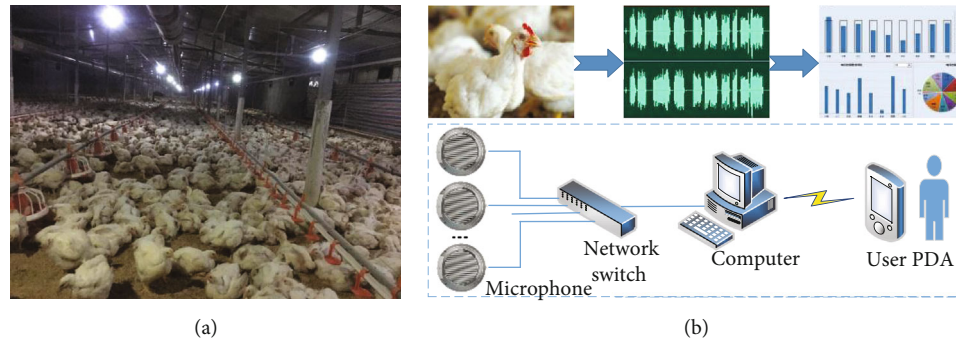 ...
Microphone
Network
switch
Computer
User PDA
(a)
(b)